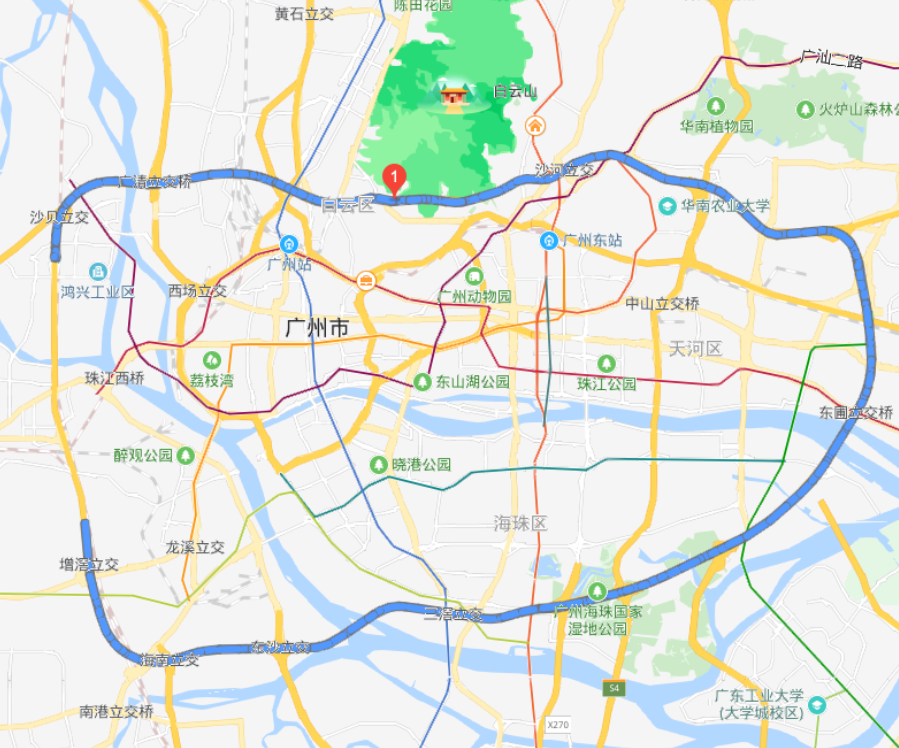 陈田花园
黄石立交
广汕二路
白云山
1
华南植物园
火炉山森林公
沙河立交
广清立交桥
白云区
华南农业大学
沙贝立交
广州站
广州东站
鸿兴工业区
西场立交
广州动物园
中山立交桥
广州市
天河区
珠江西桥
荔枝湾
东山湖公园
珠江公园
东圃立交桥
醉观公园
晓港公园
海珠区
龙溪立交
增滘立交
三滘立交
广州海珠国家
湿地公园
东沙立交
海南立交
S4
广东工业大学
(大学城校区)
南港立交桥
X270